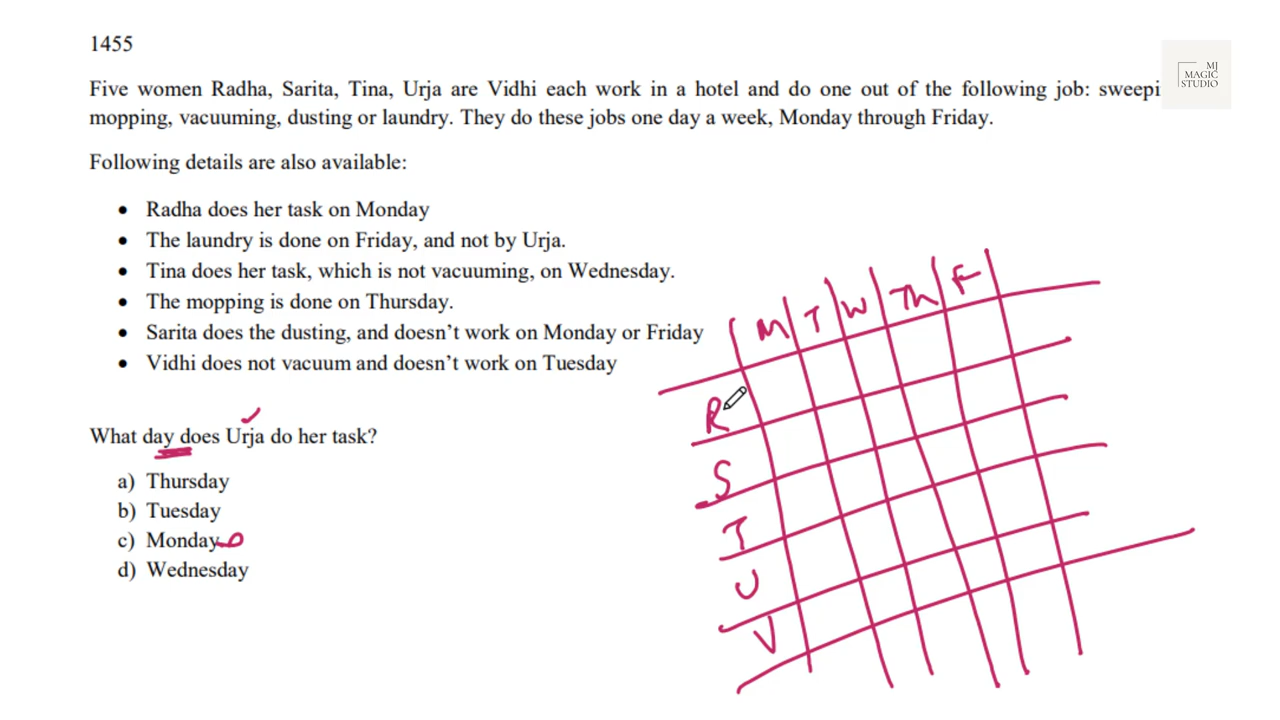 1455
MJ
MAGIC
STUDIO
Five women Radha, Sarita, Tina, Urja are Vidhi each work in a hotel and do one out of the following job: sweepi
mopping, vacuuming, dusting or laundry. They do these jobs one day a week, Monday through Friday.
Following details are also available:
• Radha does her task on Monday
• The laundry is done on Friday, and not by Urja.
• Tina does her task, which is not vacuuming, on Wednesday.
• The mopping is done on Thursday.
• Sarita does the dusting, and doesn't work on Monday or Friday
• Vidhi does not vacuum and doesn't work on Tuesday
What day does Urja do her task?
a) Thursday
b) Tuesday
c) Monday
d) Wednesday
M T W Th F
R
S
T
U
V